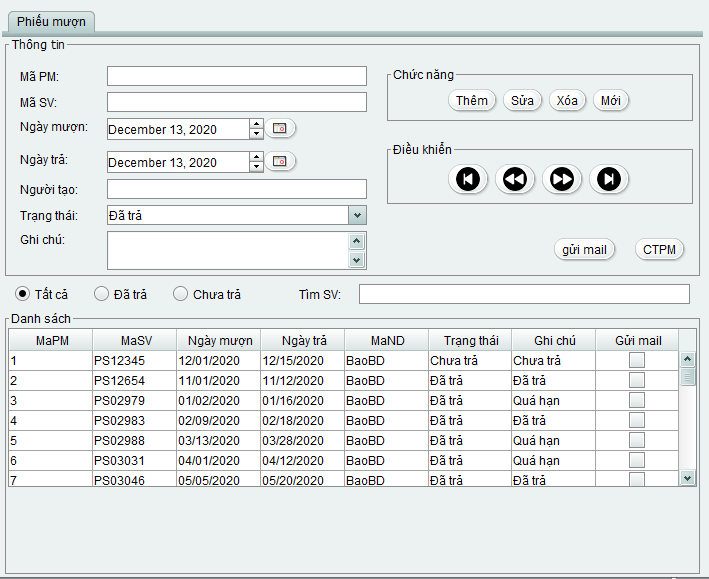 Phiếu mượn
Thông tin
Mã PM:
Mã SV:
Ngày mượn: December 13, 2020
Ngày trả: December 13, 2020
Người tạo:
Trạng thái: Đã trả
Ghi chú:
Chức năng
Thêm Sửa Xóa Mới
Điều khiển
gửi mail CTPM
Tất cả Đã trả Chưa trả Tìm SV:
Danh sách
MaPM MaSV Ngày mượn Ngày trả MaND Trạng thái Ghi chú Gửi mail
1 PS12345 12/01/2020 12/15/2020 BaoBD Chưa trả Chưa trả
2 PS12654 11/01/2020 11/12/2020 BaoBD Đã trả Đã trả
3 PS02979 01/02/2020 01/16/2020 BaoBD Đã trả Quá hạn
4 PS02983 02/09/2020 02/18/2020 BaoBD Đã trả Đã trả
5 PS02988 03/13/2020 03/28/2020 BaoBD Đã trả Quá hạn
6 PS03031 04/01/2020 04/12/2020 BaoBD Đã trả Quá hạn
7 PS03046 05/05/2020 05/20/2020 BaoBD Đã trả Đã trả